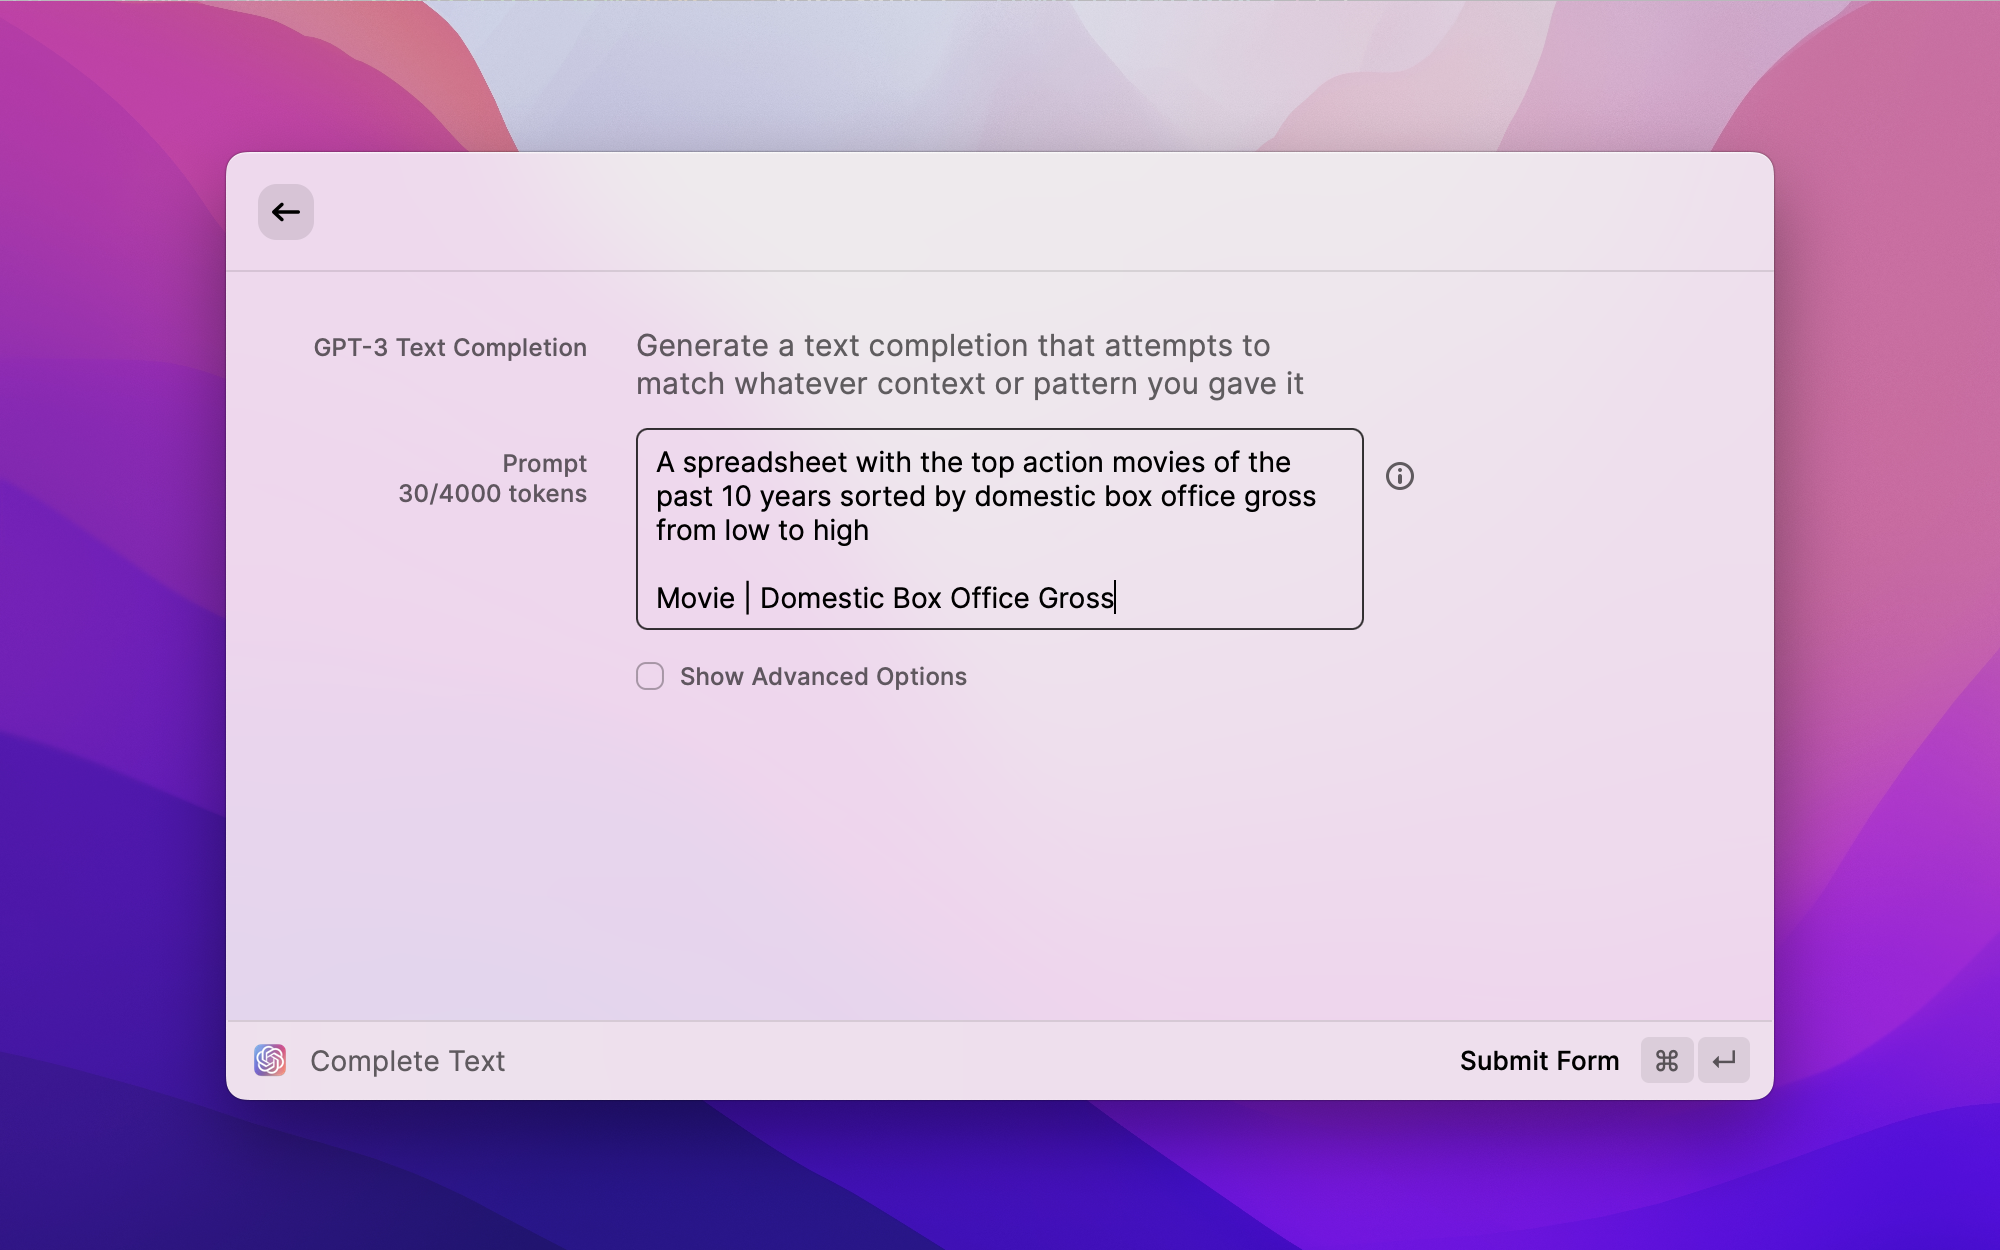 GPT-3 Text Completion
Generate a text completion that attempts to
match whatever context or pattern you gave it
Prompt
30/4000 tokens
A spreadsheet with the top action movies of the
past 10 years sorted by domestic box office gross
from low to high
Movie | Domestic Box Office Gross
Show Advanced Options
Complete Text
Submit Form ⌘ ↵